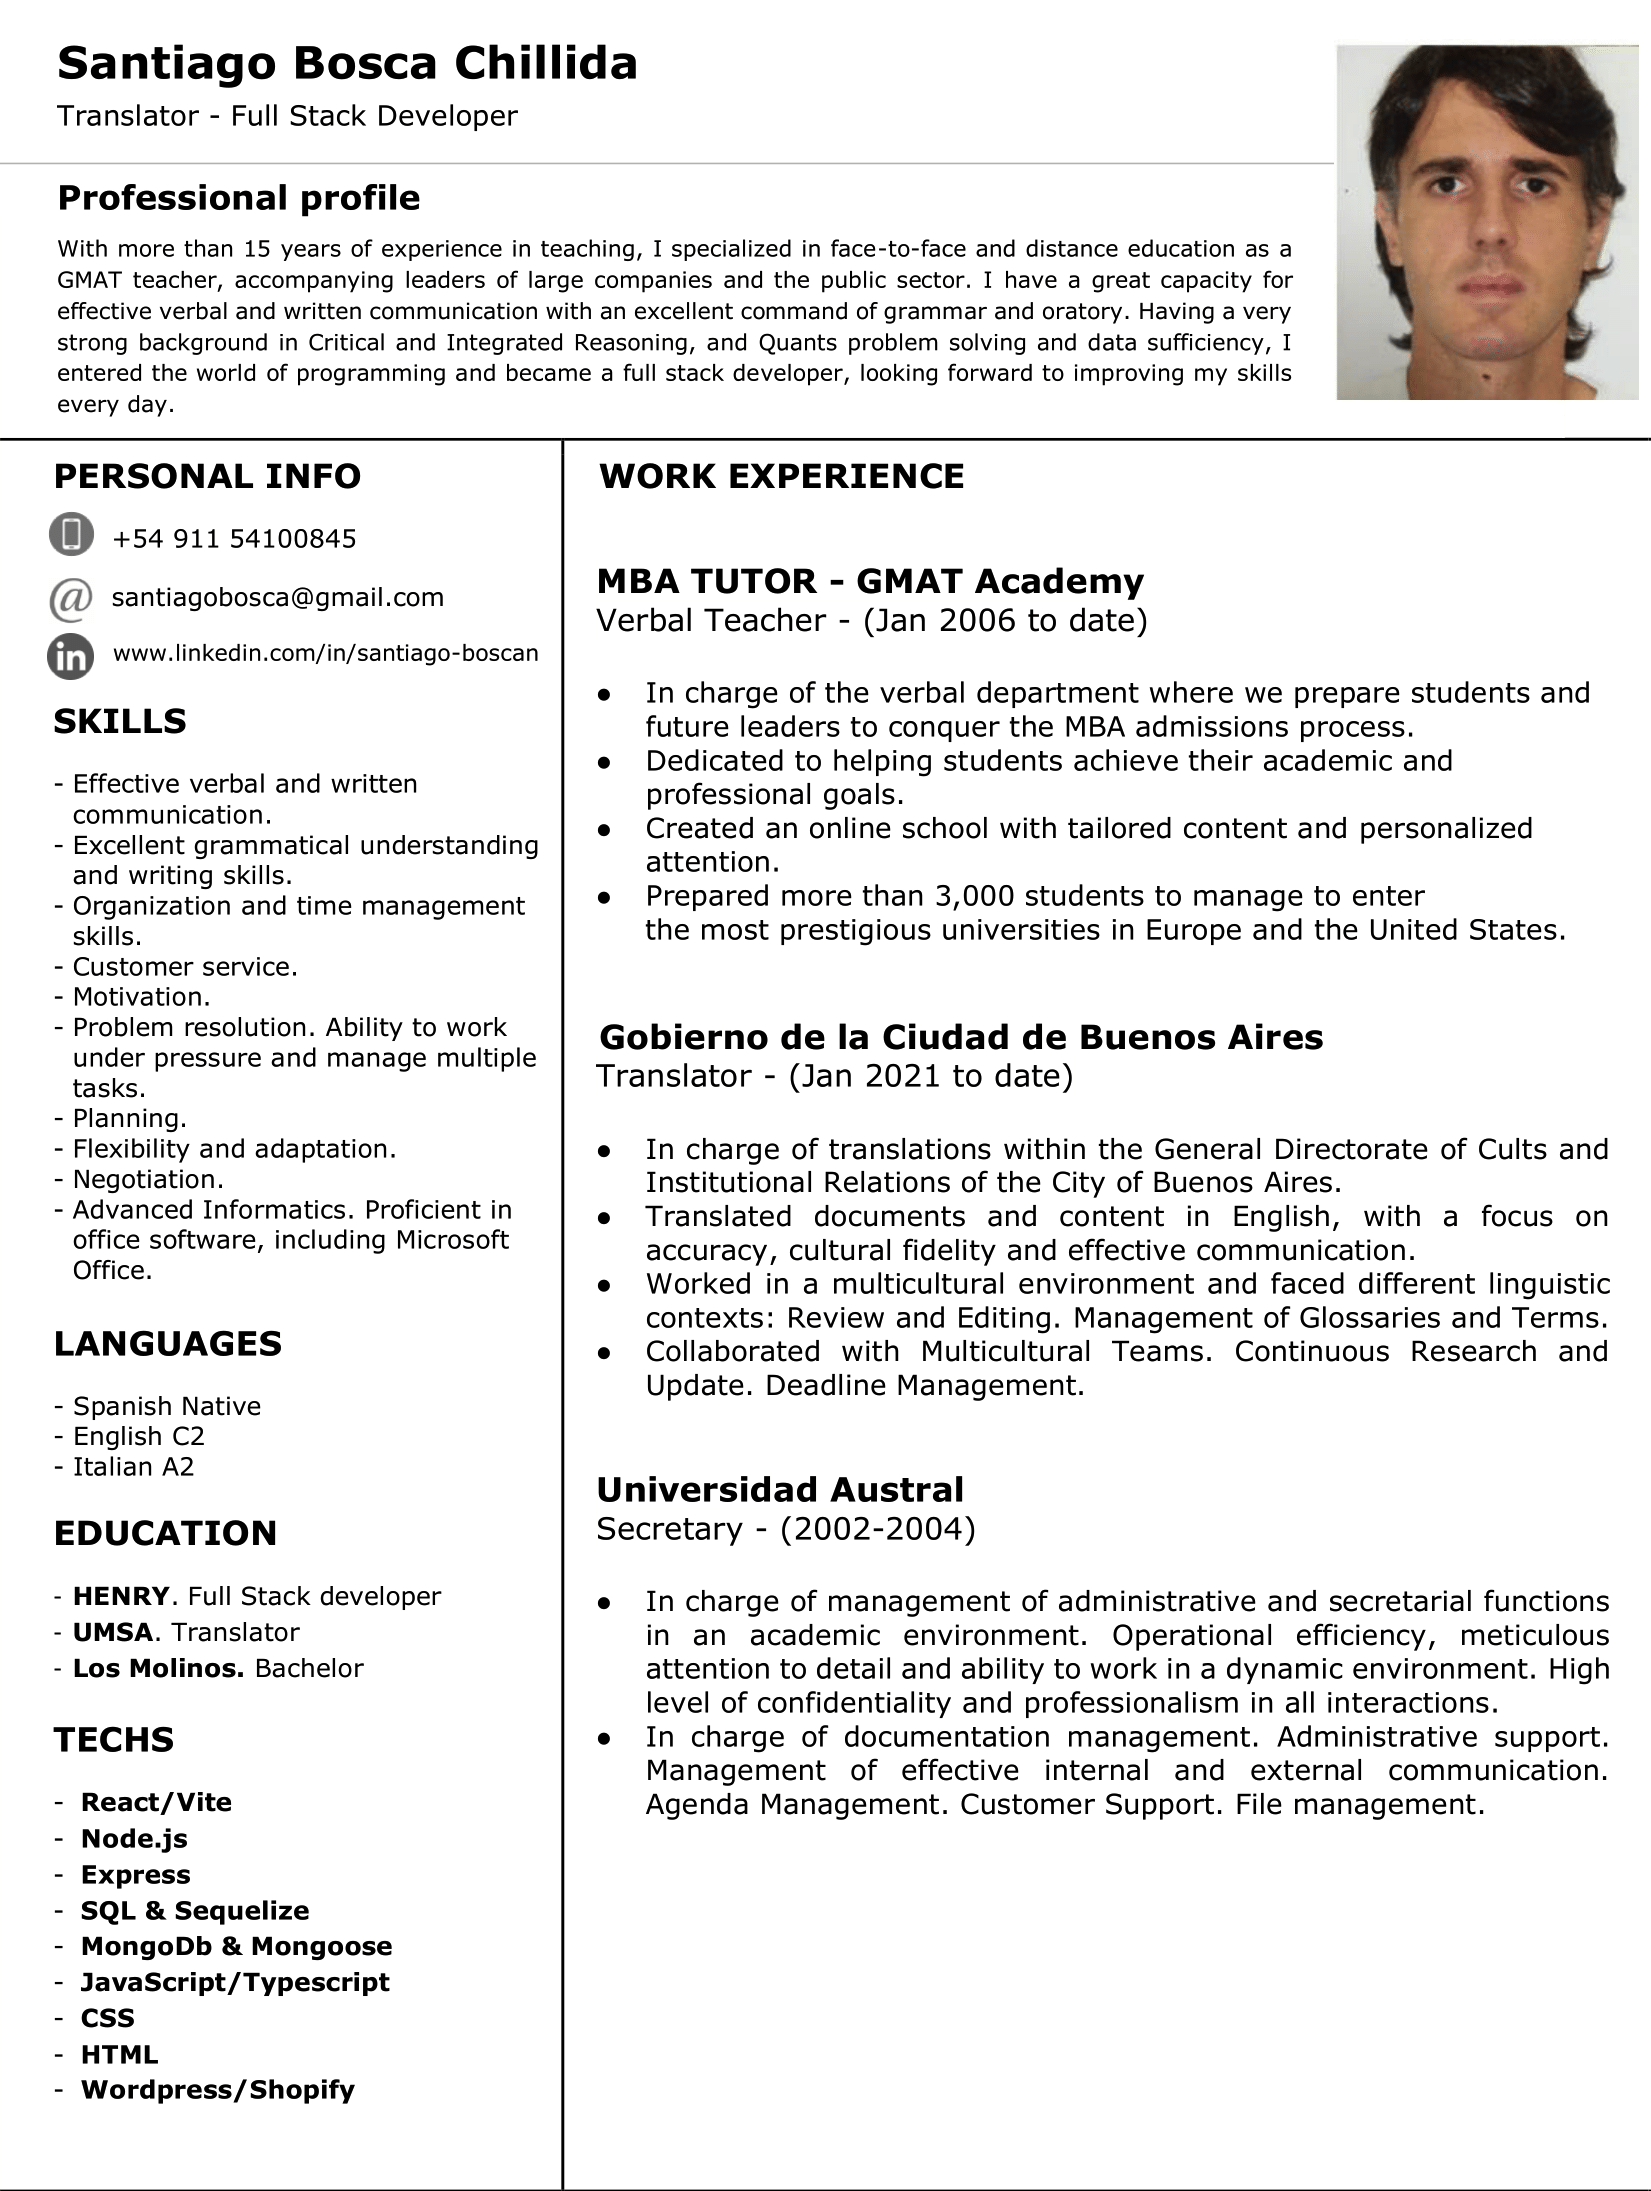 Santiago Bosca Chillida
Translator - Full Stack Developer
Professional profile
With more than 15 years of experience in teaching, I specialized in face-to-face and distance education as a
GMAT teacher, accompanying leaders of large companies and the public sector. I have a great capacity for
effective verbal and written communication with an excellent command of grammar and oratory. Having a very
strong background in Critical and Integrated Reasoning, and Quants problem solving and data sufficiency, I
entered the world of programming and became a full stack developer, looking forward to improving my skills
every day.
PERSONAL INFO
+54 911 54100845
@ santiagobosca@gmail.com
in www.linkedin.com/in/santiago-boscan
SKILLS
- Effective verbal and written
communication.
- Excellent grammatical understanding
and writing skills.
- Organization and time management
skills.
- Customer service.
- Motivation.
- Problem resolution. Ability to work
under pressure and manage multiple
tasks.
- Planning.
- Flexibility and adaptation.
- Negotiation.
- Advanced Informatics. Proficient in
office software, including Microsoft
Office.
LANGUAGES
- Spanish Native
- English C2
- Italian A2
EDUCATION
- HENRY. Full Stack developer
- UMSA. Translator
- Los Molinos. Bachelor
TECHS
- React/Vite
- Node.js
- Express
- SQL & Sequelize
- MongoDb & Mongoose
- JavaScript/Typescript
- CSS
- HTML
- Wordpress/Shopify
WORK EXPERIENCE
MBA TUTOR - GMAT Academy
Verbal Teacher - (Jan 2006 to date)
● In charge of the verbal department where we prepare students and
future leaders to conquer the MBA admissions process.
● Dedicated to helping students achieve their academic and
professional goals.
● Created an online school with tailored content and personalized
attention.
● Prepared more than 3,000 students to manage to enter
the most prestigious universities in Europe and the United States.
Gobierno de la Ciudad de Buenos Aires
Translator - (Jan 2021 to date)
● In charge of translations within the General Directorate of Cults and
Institutional Relations of the City of Buenos Aires.
● Translated documents and content in English, with a focus on
accuracy, cultural fidelity and effective communication.
● Worked in a multicultural environment and faced different linguistic
contexts: Review and Editing. Management of Glossaries and Terms.
● Collaborated with Multicultural Teams. Continuous Research and
Update. Deadline Management.
Universidad Austral
Secretary - (2002-2004)
● In charge of management of administrative and secretarial functions
in an academic environment. Operational efficiency, meticulous
attention to detail and ability to work in a dynamic environment. High
level of confidentiality and professionalism in all interactions.
● In charge of documentation management. Administrative support.
Management of effective internal and external communication.
Agenda Management. Customer Support. File management.